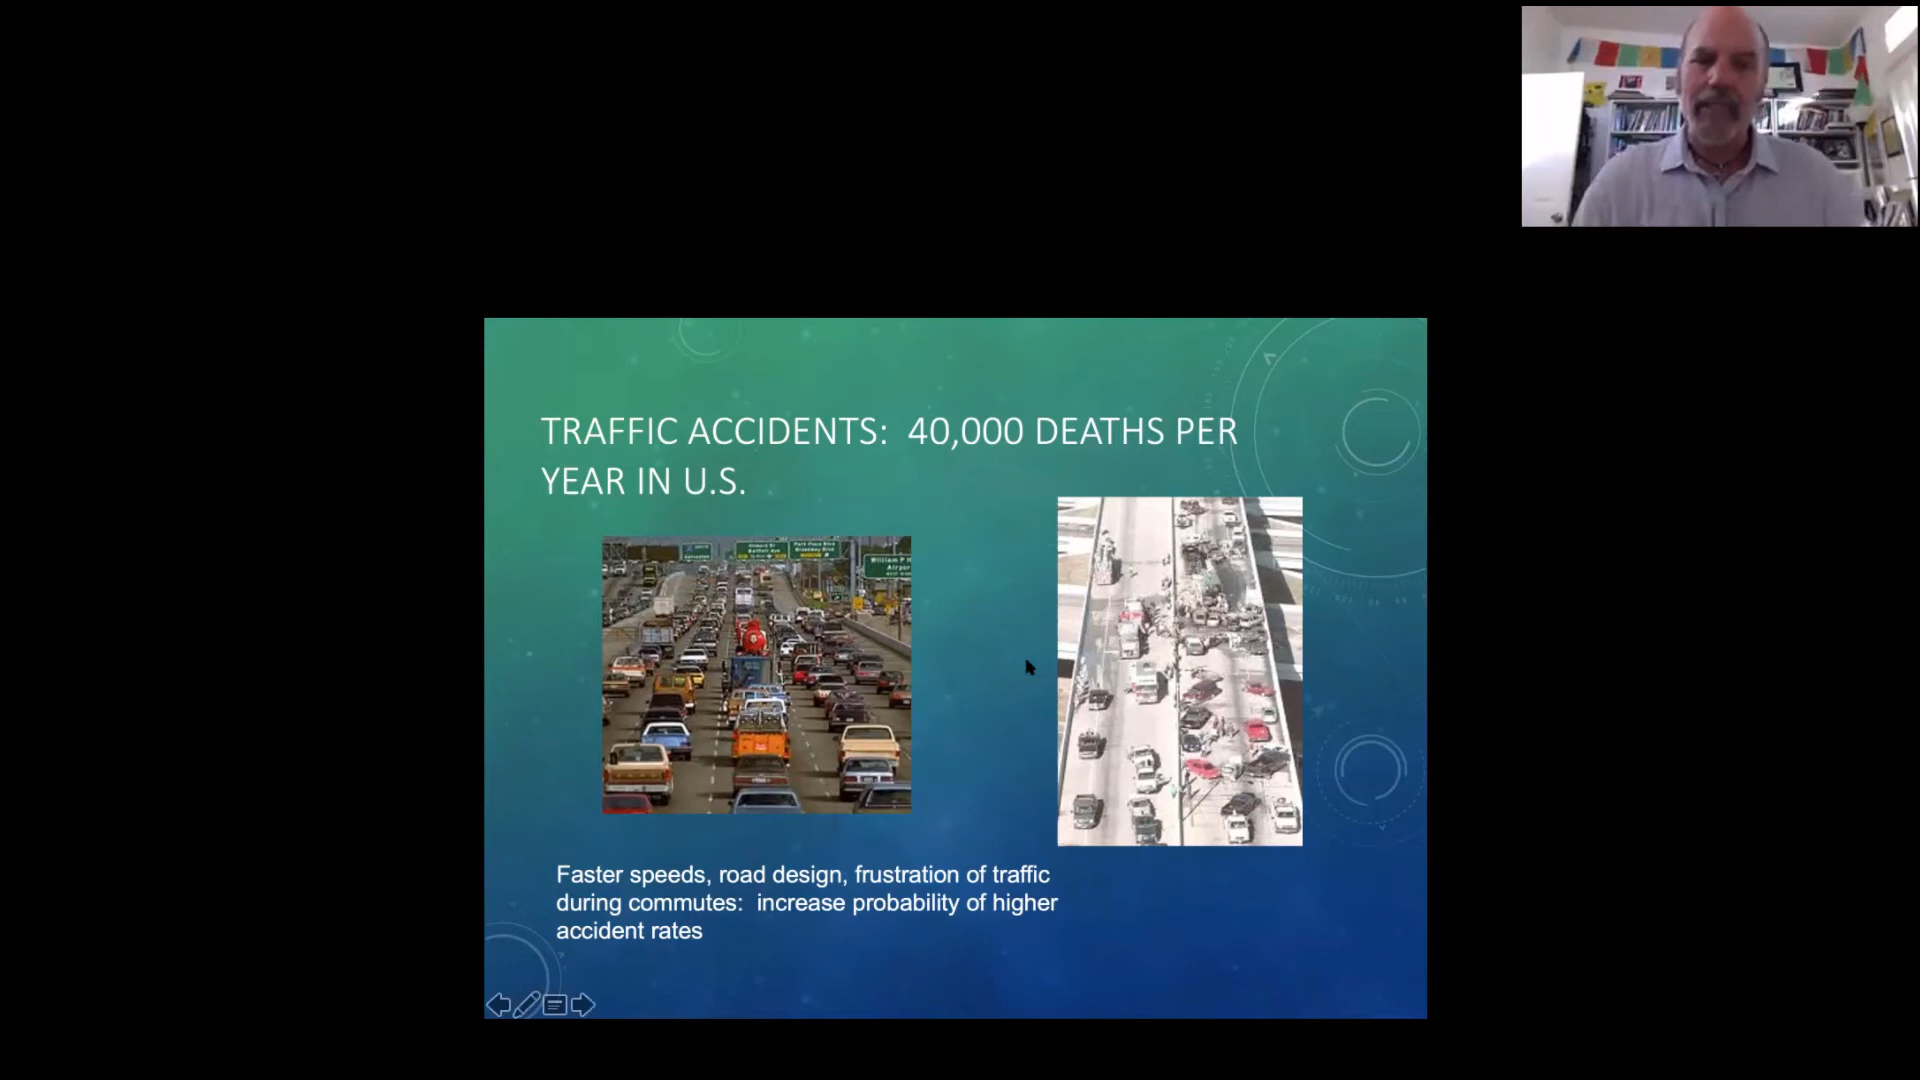 TRAFFIC ACCIDENTS:  40,000 DEATHS PER
YEAR IN U.S.
Faster speeds, road design, frustration of traffic
during commutes:  increase probability of higher
accident rates